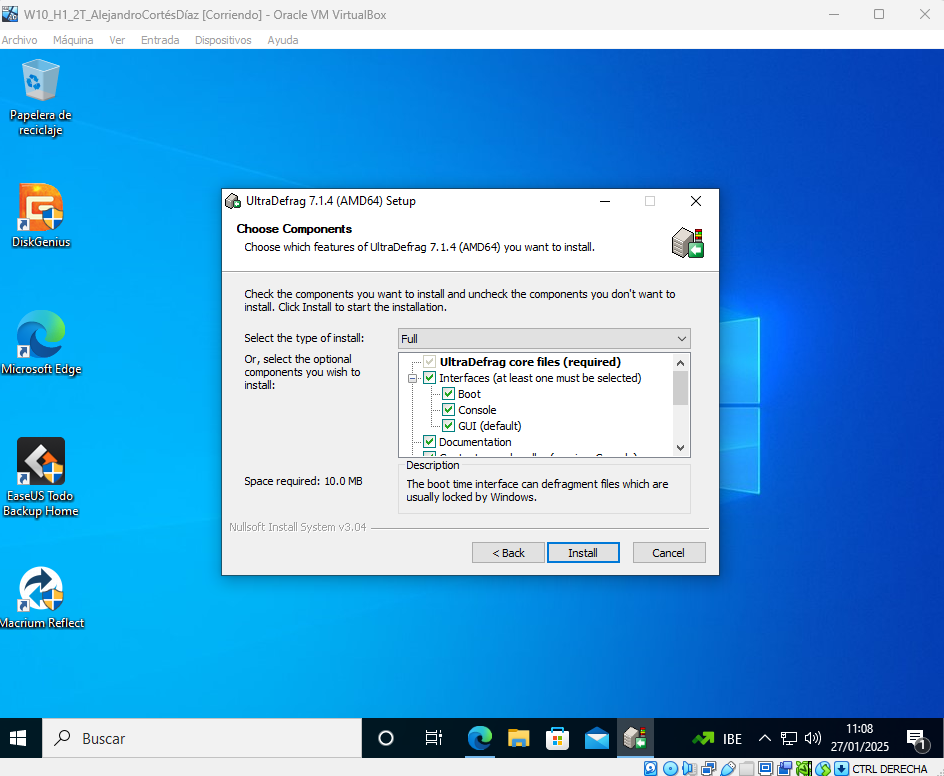 W10_H1_2T_AlejandroCortésDíaz [Corriendo] - Oracle VM VirtualBox
Archivo Máquina Ver Entrada Dispositivos Ayuda
Papelera de
reciclaje
DiskGenius
Microsoft Edge
EaseUS Todo
Backup Home
Macrium Reflect
UltraDefrag 7.1.4 (AMD64) Setup
Choose Components
Choose which features of UltraDefrag 7.1.4 (AMD64) you want to install.
Check the components you want to install and uncheck the components you don't want to
install. Click Install to start the installation.
Select the type of install:
Full
Or, select the optional
components you wish to
install:
UltraDefrag core files (required)
Interfaces (at least one must be selected)
Boot
Console
GUI (default)
Documentation
Space required: 10.0 MB
Description
The boot time interface can defragment files which are
usually locked by Windows.
Nullsoft Install System v3.04
< Back
Install
Cancel
Buscar
IBE
11:08
27/01/2025
1
CTRL DERECHA